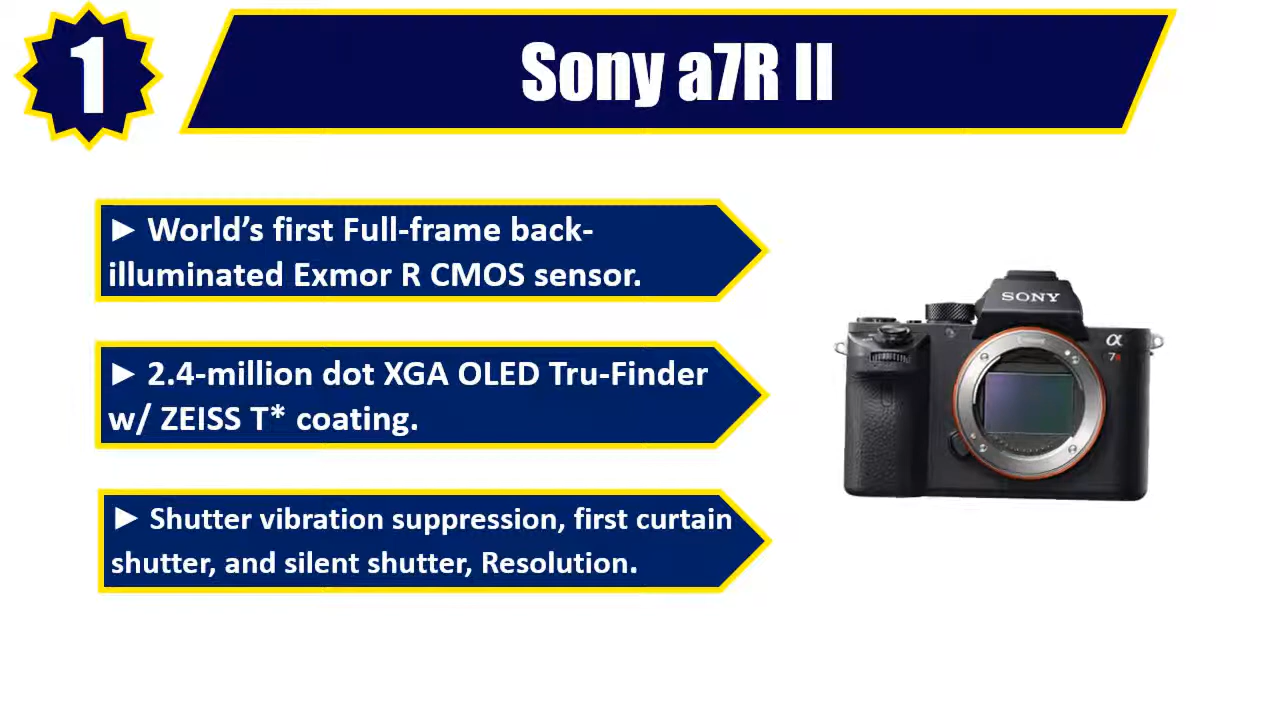 1
Sony a7R II
► World’s first Full-frame back-
illuminated Exmor R CMOS sensor.
► 2.4-million dot XGA OLED Tru-Finder
w/ ZEISS T* coating.
► Shutter vibration suppression, first curtain
shutter, and silent shutter, Resolution.
SONY
α
7R